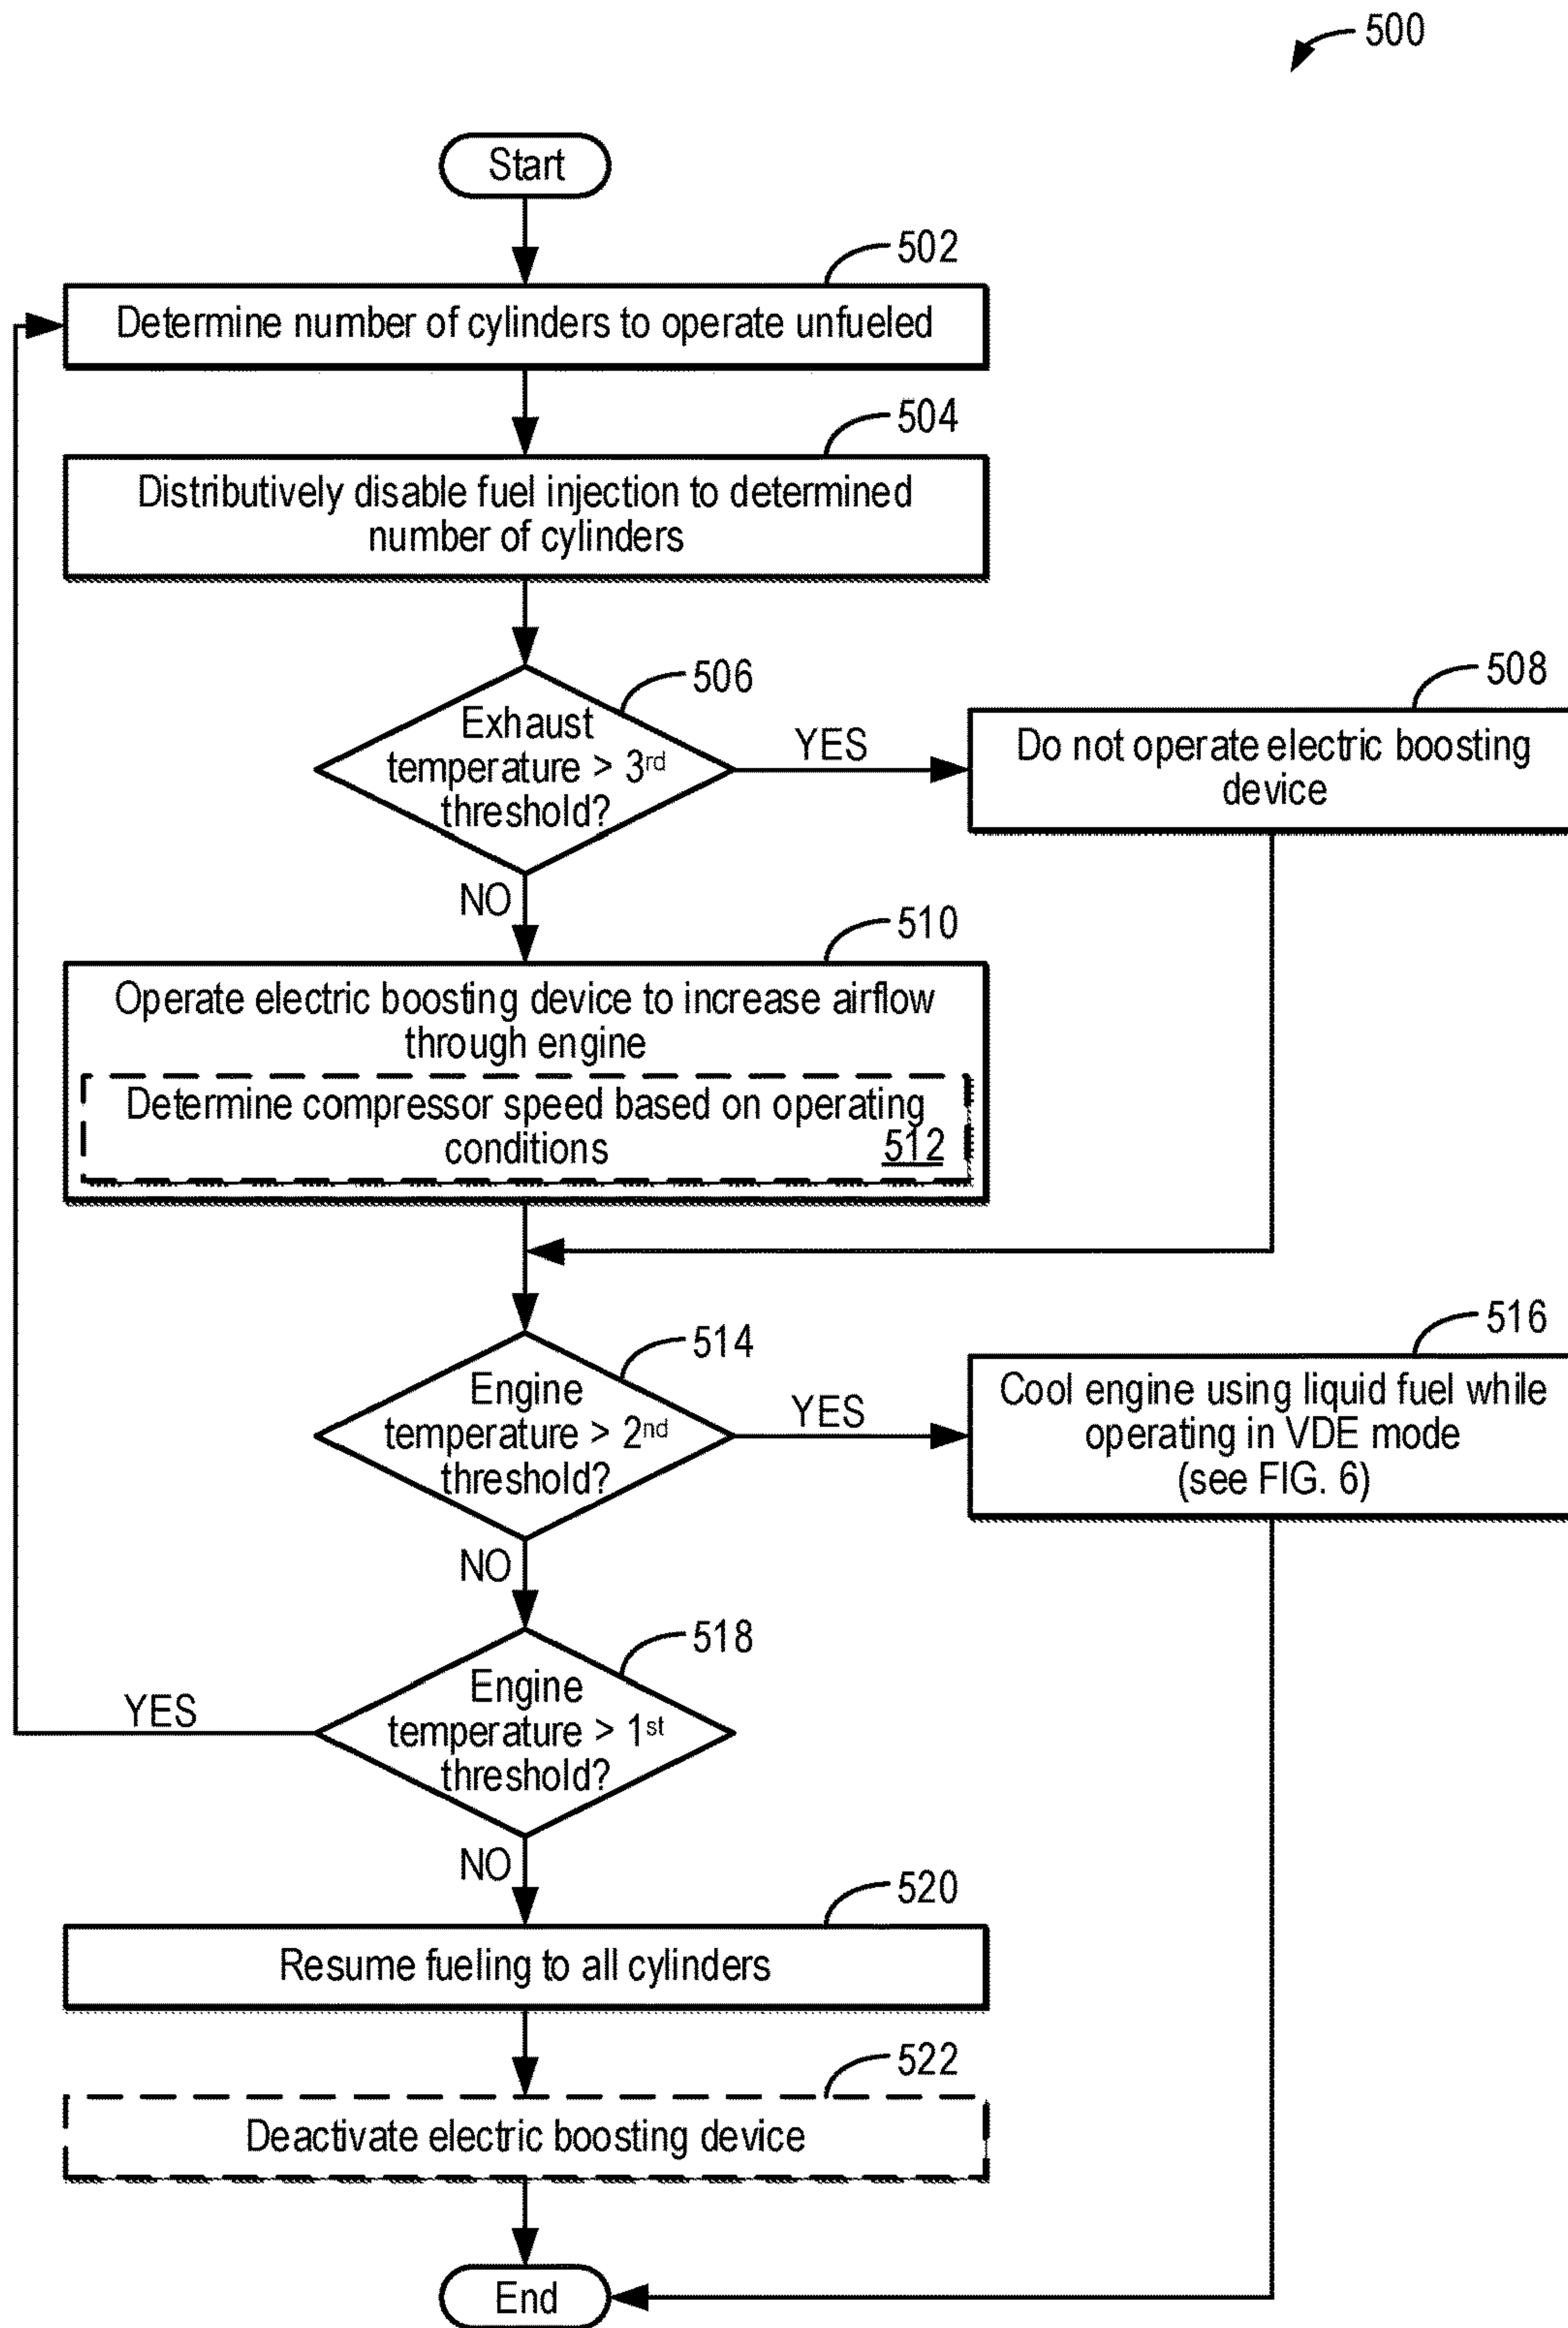 500
Start
502
Determine number of cylinders to operate unfueled
504
Distributively disable fuel injection to determined
number of cylinders
506
Exhaust
temperature > 3rd
threshold?
YES
508
Do not operate electric boosting
device
NO
510
Operate electric boosting device to increase airflow
through engine
Determine compressor speed based on operating
conditions
512
514
Engine
temperature > 2nd
threshold?
YES
516
Cool engine using liquid fuel while
operating in VDE mode
(see FIG. 6)
NO
518
Engine
temperature > 1st
threshold?
YES
NO
520
Resume fueling to all cylinders
522
Deactivate electric boosting device
End